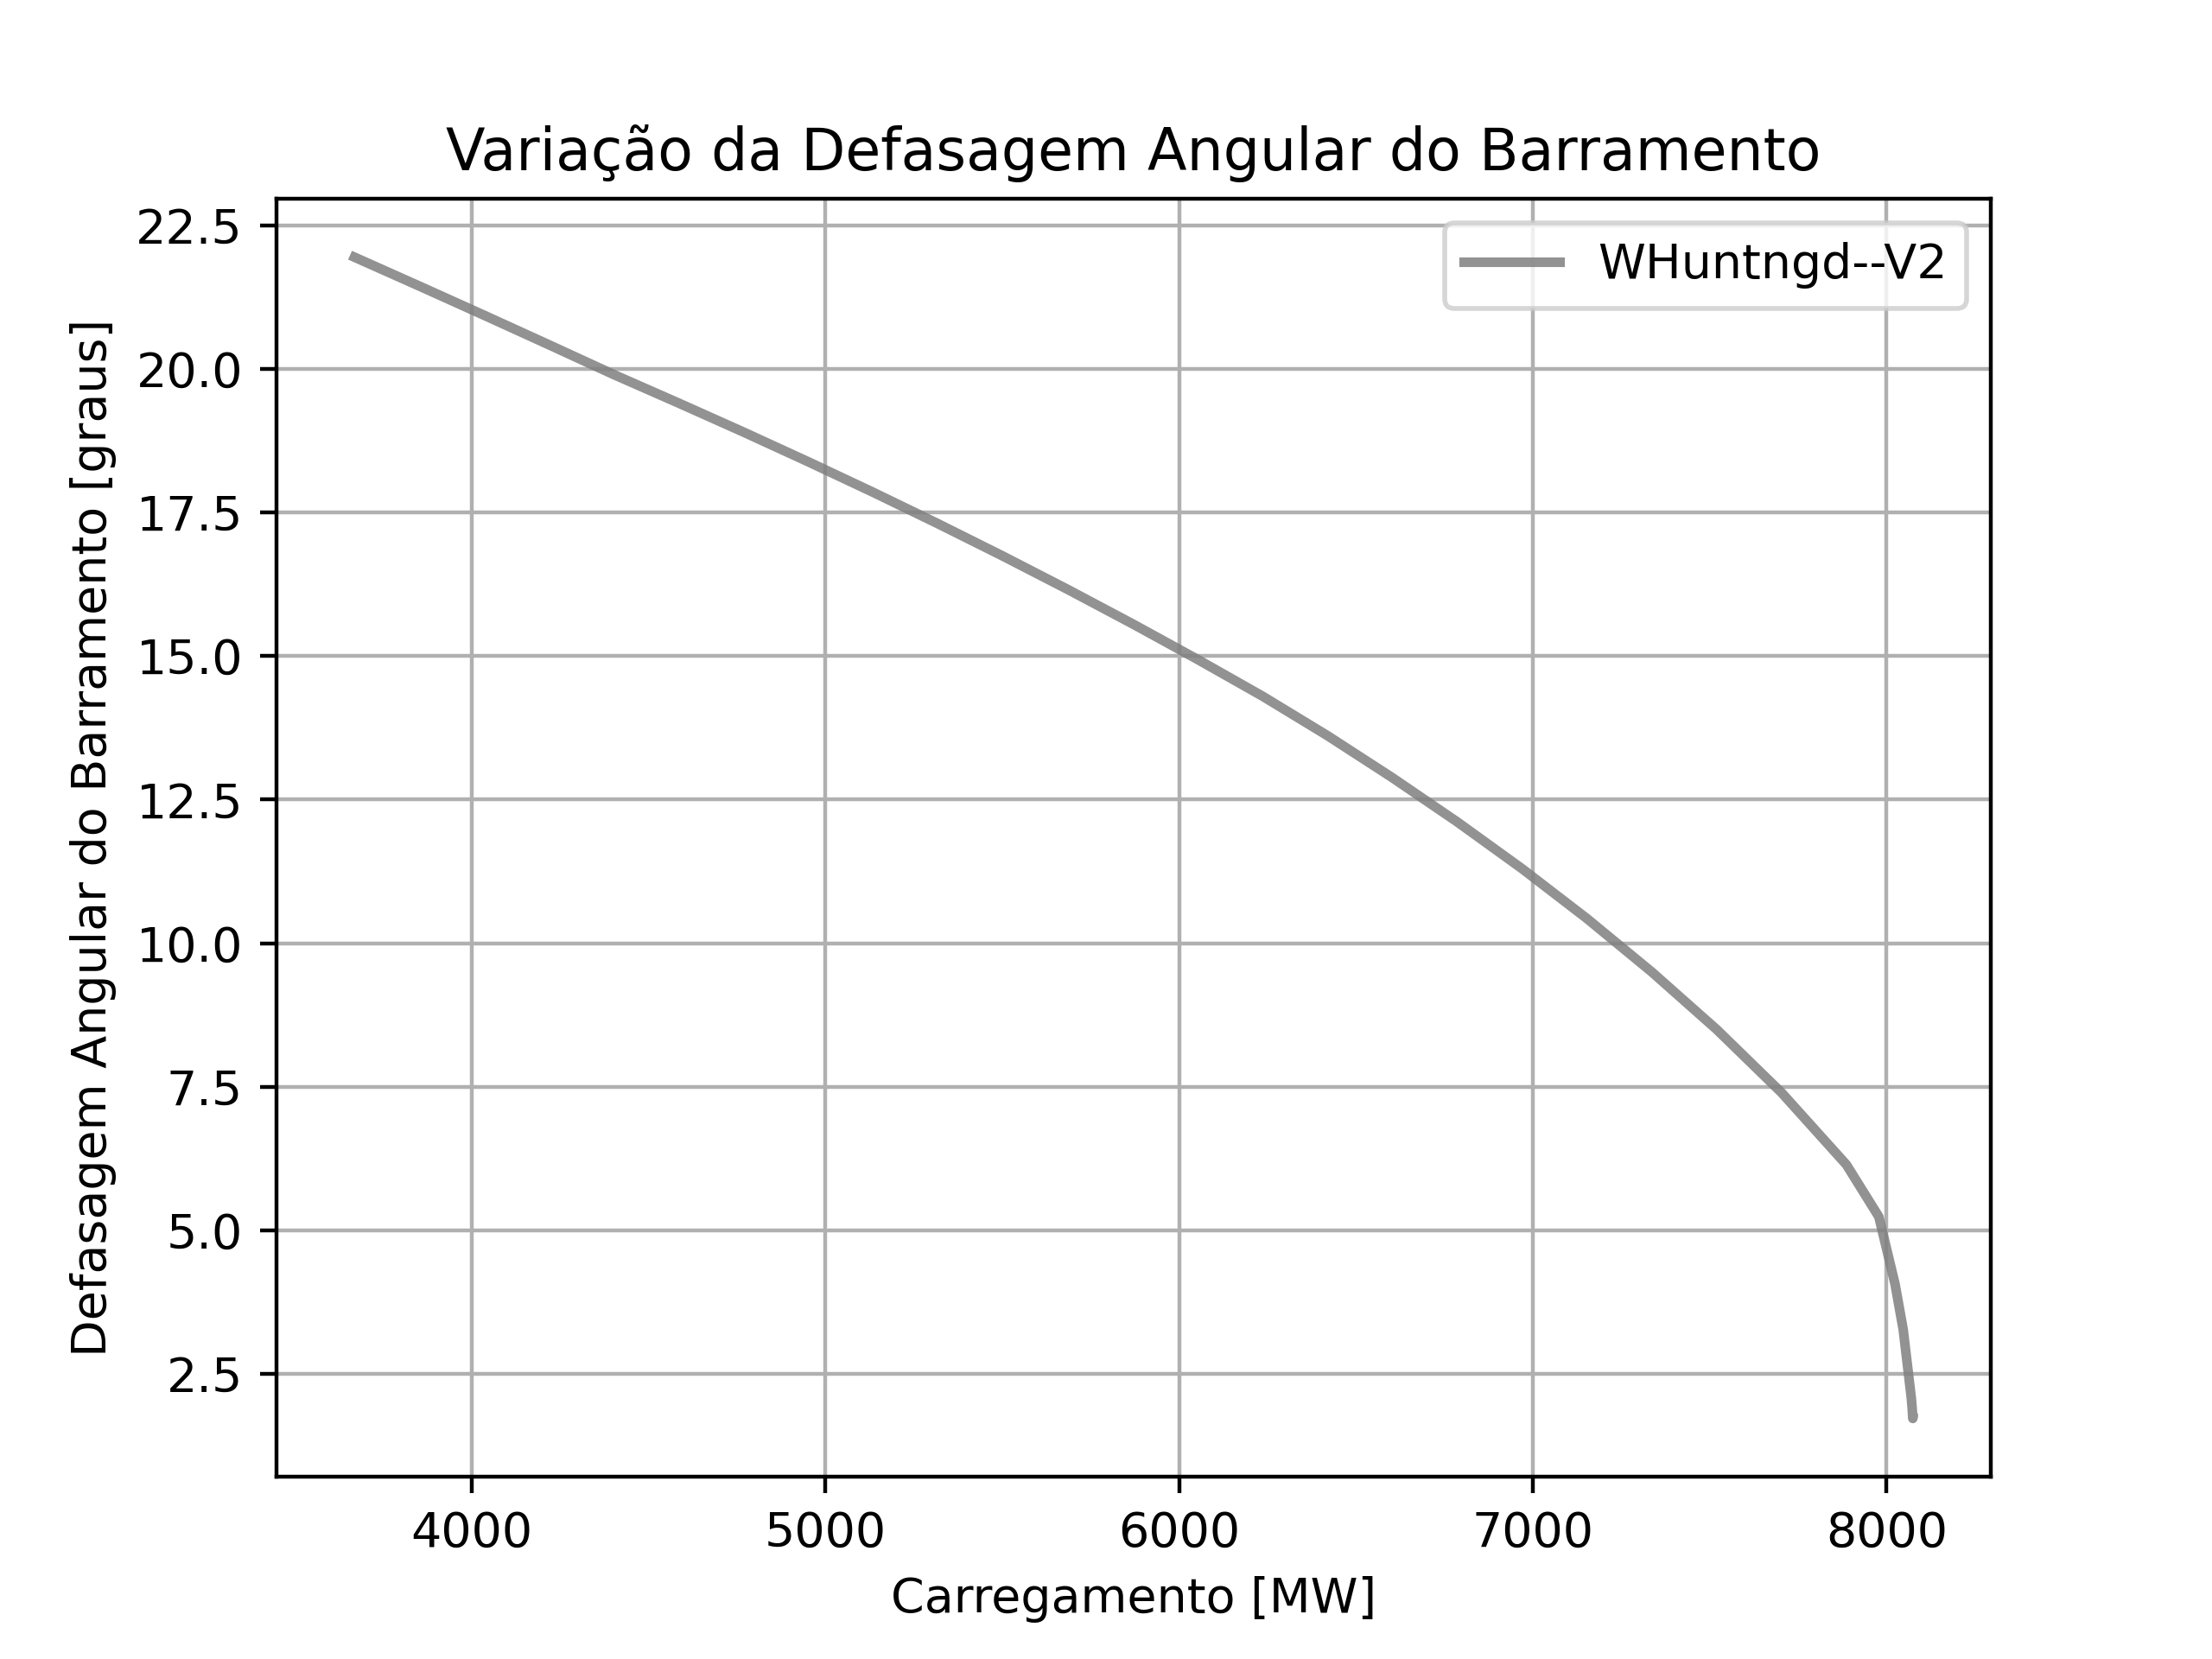 Variação da Defasagem Angular do Barramento
WHuntngd--V2
Defasagem Angular do Barramento [graus]
22.5
20.0
17.5
15.0
12.5
10.0
7.5
5.0
2.5
4000 5000 6000 7000 8000
Carregamento [MW]